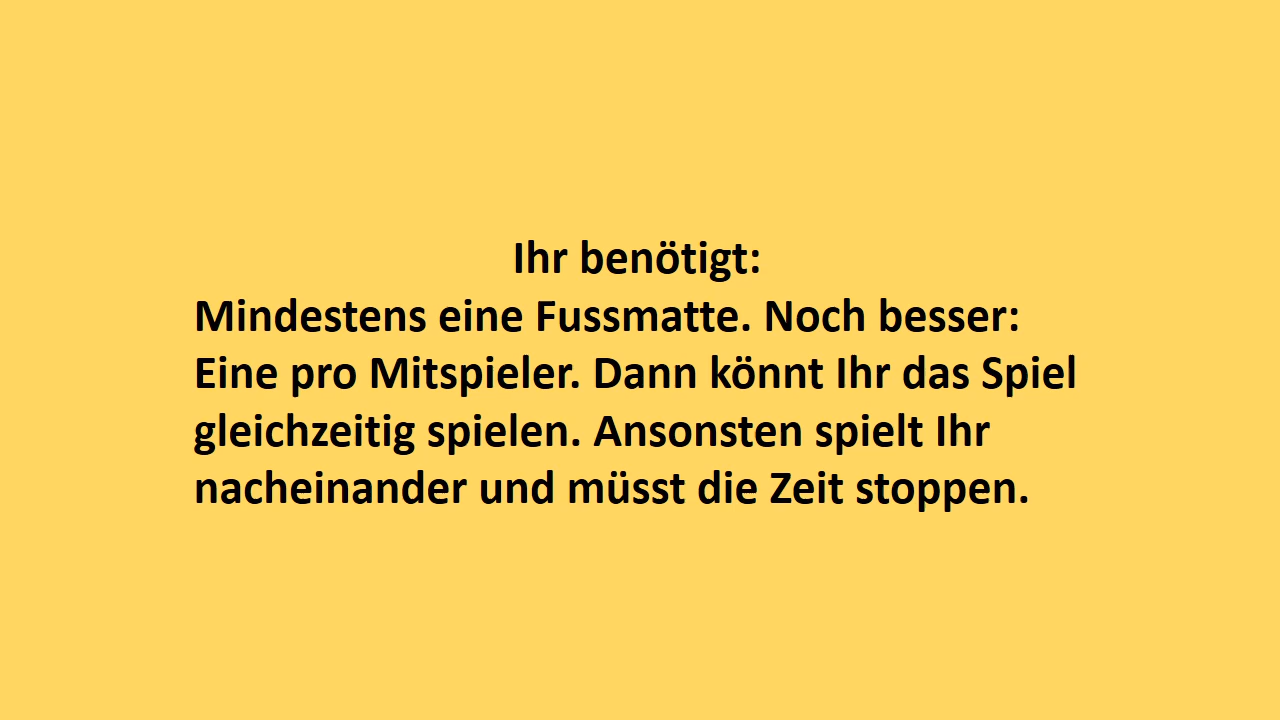 Ihr benötigt:
Mindestens eine Fussmatte. Noch besser:
Eine pro Mitspieler. Dann könnt Ihr das Spiel
gleichzeitig spielen. Ansonsten spielt Ihr
nacheinander und müsst die Zeit stoppen.